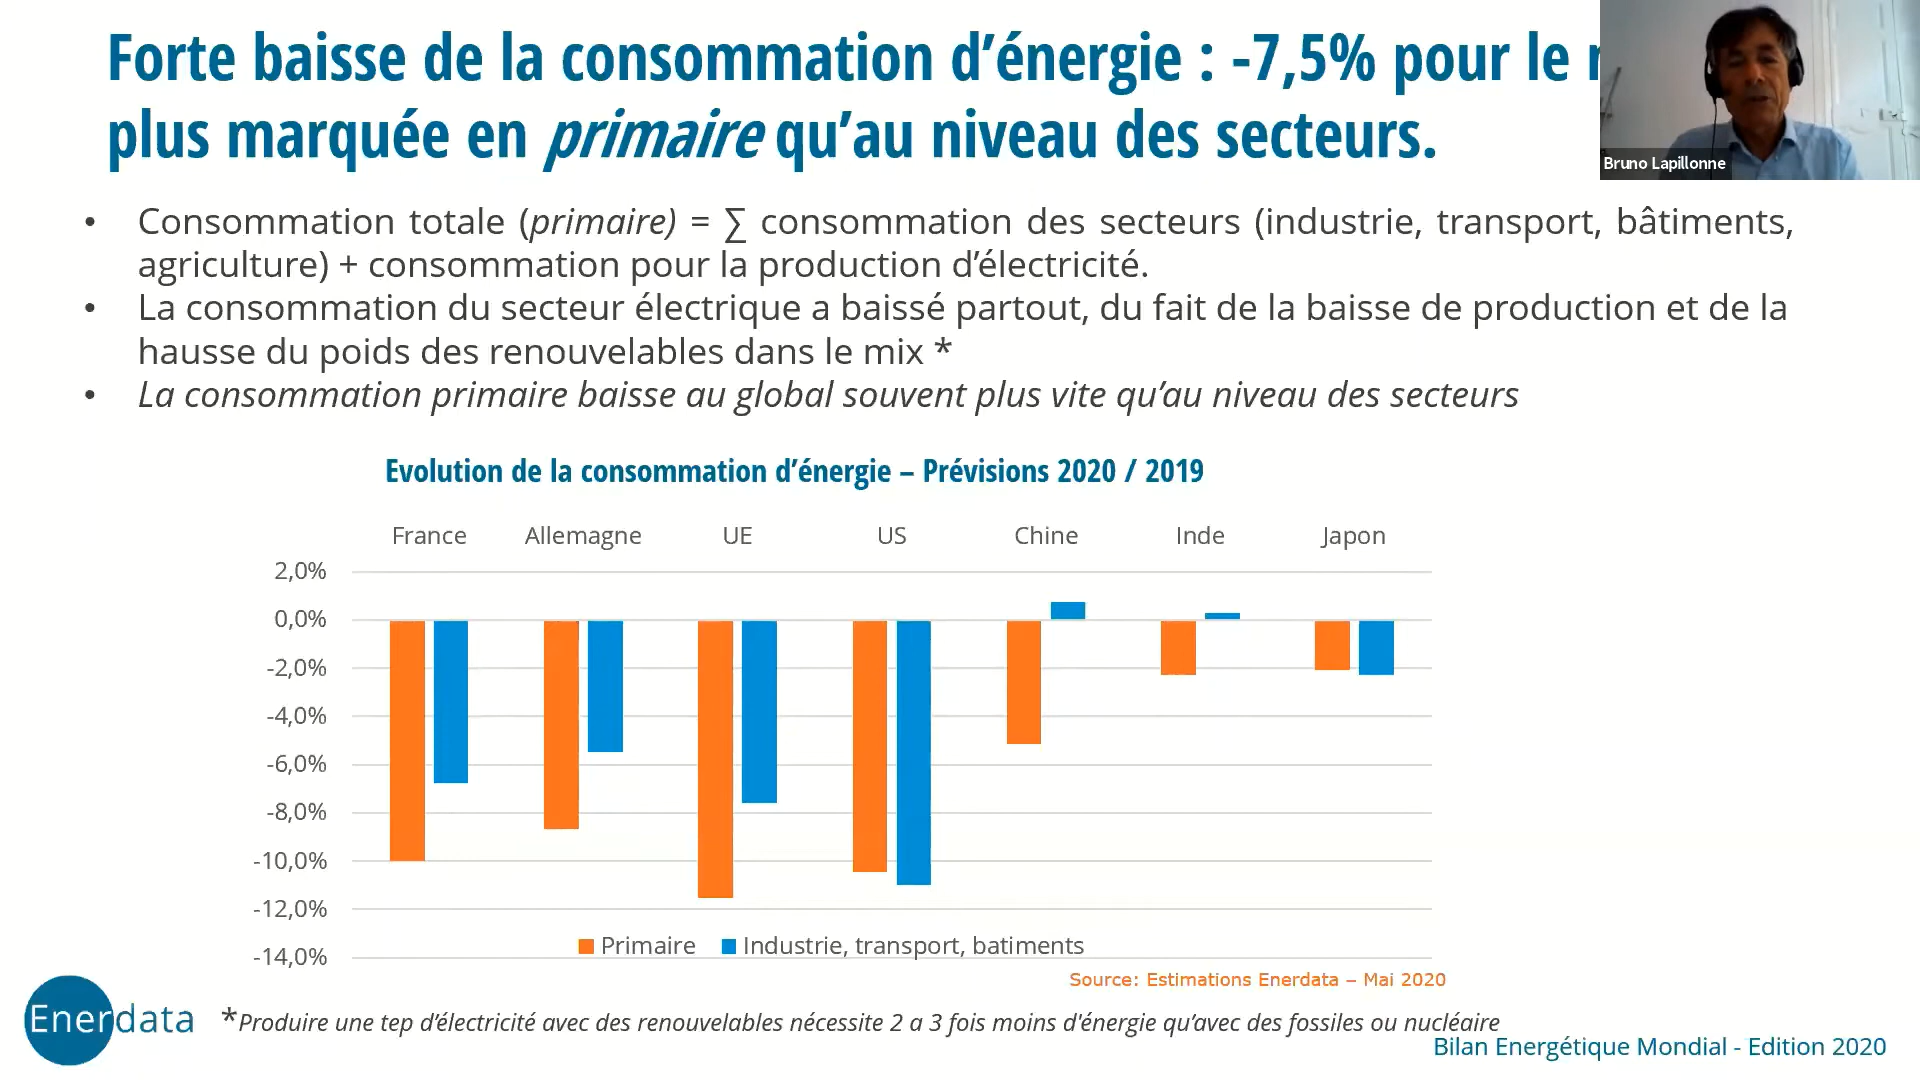 Forte baisse de la consommation d’énergie : -7,5% pour le
plus marquée en primaire qu’au niveau des secteurs.
Bruno Lapillonne
• Consommation totale (primaire) = ∑ consommation des secteurs (industrie, transport, bâtiments,
agriculture) + consommation pour la production d’électricité.
• La consommation du secteur électrique a baissé partout, du fait de la baisse de production et de la
hausse du poids des renouvelables dans le mix *
• La consommation primaire baisse au global souvent plus vite qu’au niveau des secteurs
Evolution de la consommation d’énergie – Prévisions 2020 / 2019
France Allemagne UE US Chine Inde Japon
2,0%
0,0%
-2,0%
-4,0%
-6,0%
-8,0%
-10,0%
-12,0%
-14,0%
Primaire Industrie, transport, batiments
Source: Estimations Enerdata – Mai 2020
Enerdata
*Produire une tep d’électricité avec des renouvelables nécessite 2 a 3 fois moins d'énergie qu’avec des fossiles ou nucléaire
Bilan Energétique Mondial - Edition 2020